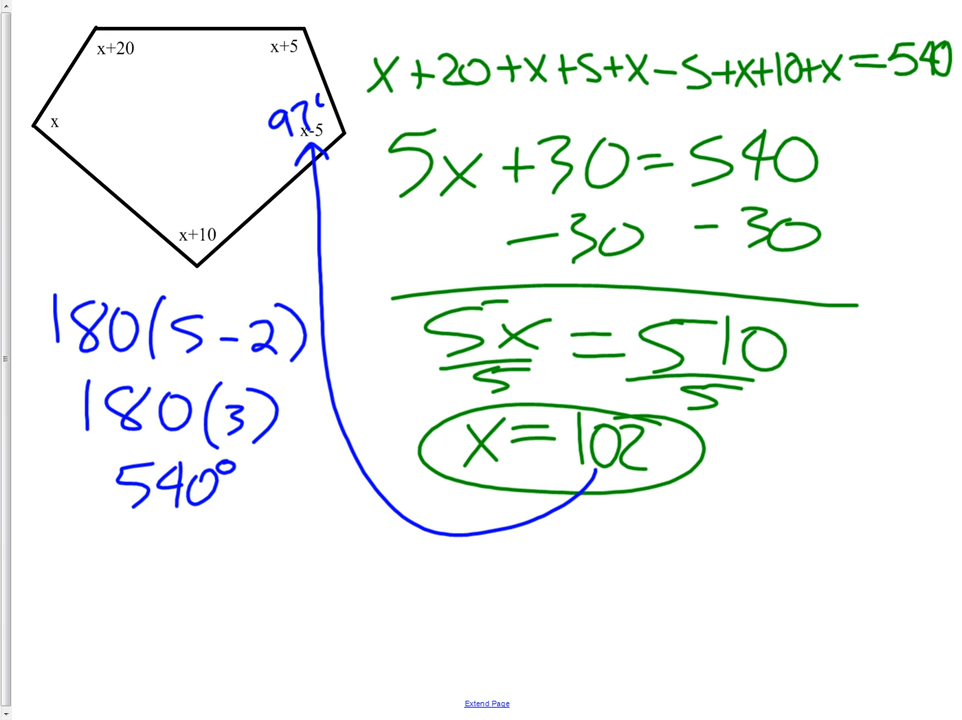 x+20
x+5
x
97°
x-5
x+10
180(5-2)
180(3)
540°
x+20+x+5+x-5+x+10+x=540
5x+30=540
-30 -30
5x=510
5 5
x=102
Extend Page